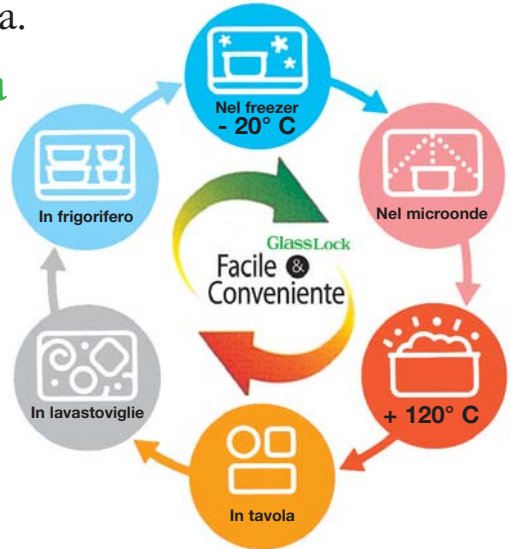 a.
a
Nel freezer
- 20° C
In frigorifero
Nel microonde
GlassLock
Facile &
Conveniente
In lavastoviglie
+ 120° C
In tavola